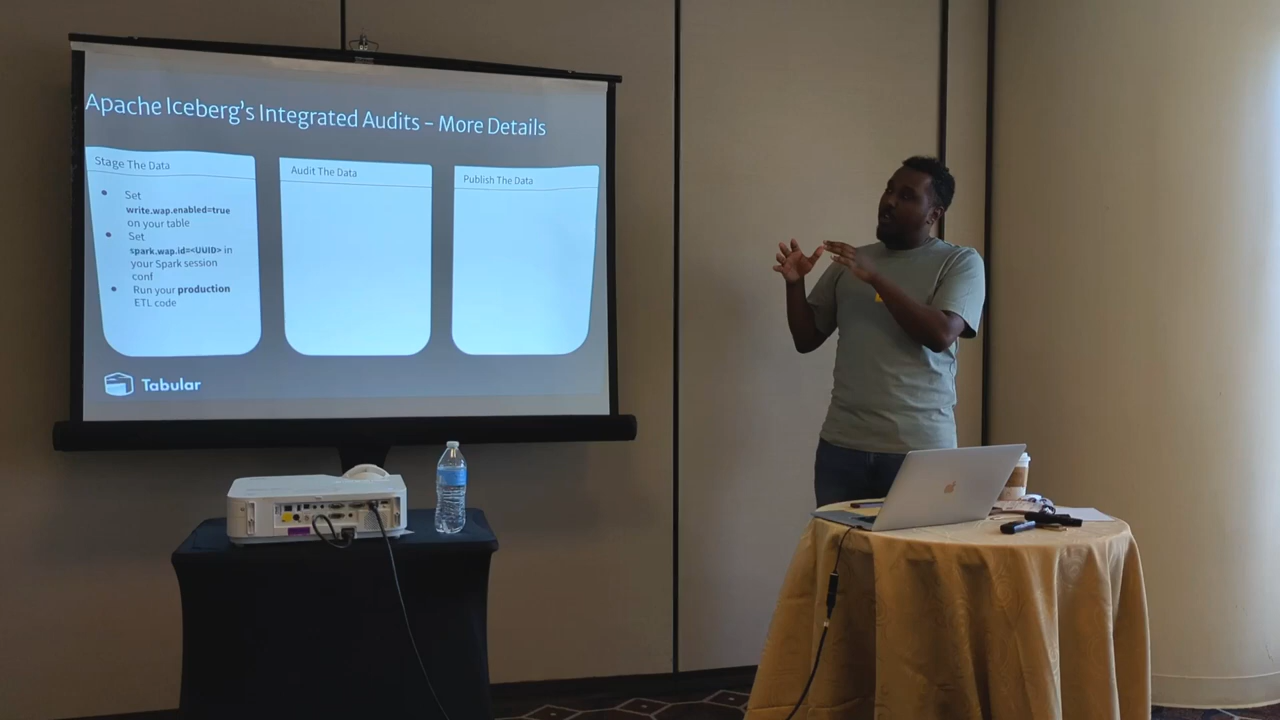 Apache Iceberg's Integrated Audits – More Details
Stage The Data
Set
write.wap.enabled=true
on your table
Set
spark.wap.id=<UUID> in
your Spark session
conf
Run your production
ETL code
Audit The Data
Publish The Data
Tabular